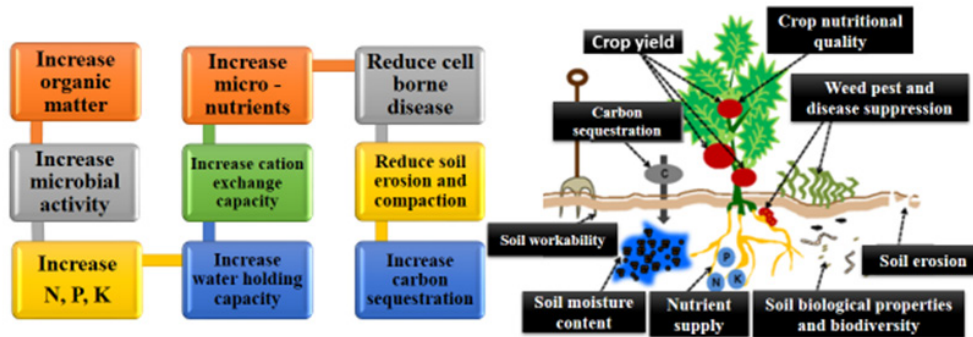 Increase
organic
matter
Increase
microbial
activity
Increase
N, P, K
Increase
micro -
nutrients
Increase cation
exchange
capacity
Increase
water holding
capacity
Reduce cell
borne
disease
Reduce soil
erosion and
compaction
Increase
carbon
sequestration
Crop yield
Crop nutritional
quality
Carbon
sequestration
Weed pest and
disease suppression
C
Soil workability
Soil erosion
P
N
K
Soil moisture
content
Nutrient
supply
Soil biological properties
and biodiversity